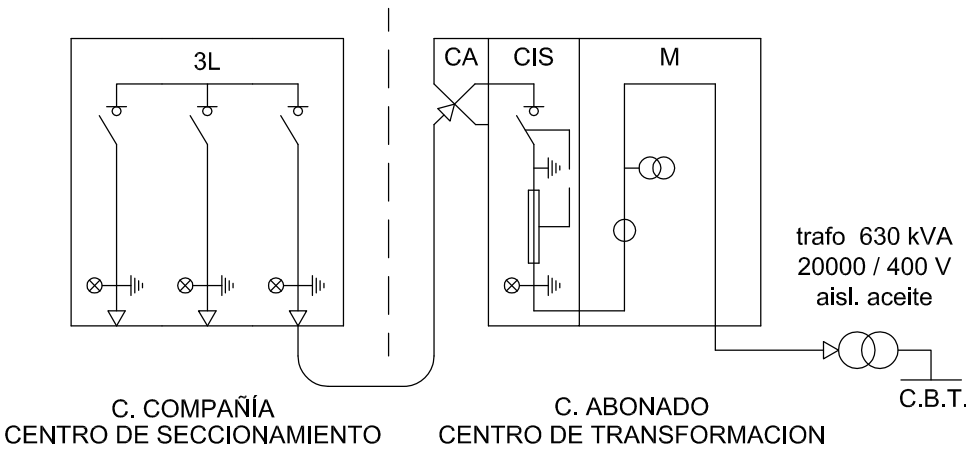 3L
CA
CIS
M
trafo 630 kVA
20000 / 400 V
aisl. aceite
C.B.T.
C. COMPAÑÍA
CENTRO DE SECCIONAMIENTO
C. ABONADO
CENTRO DE TRANSFORMACION